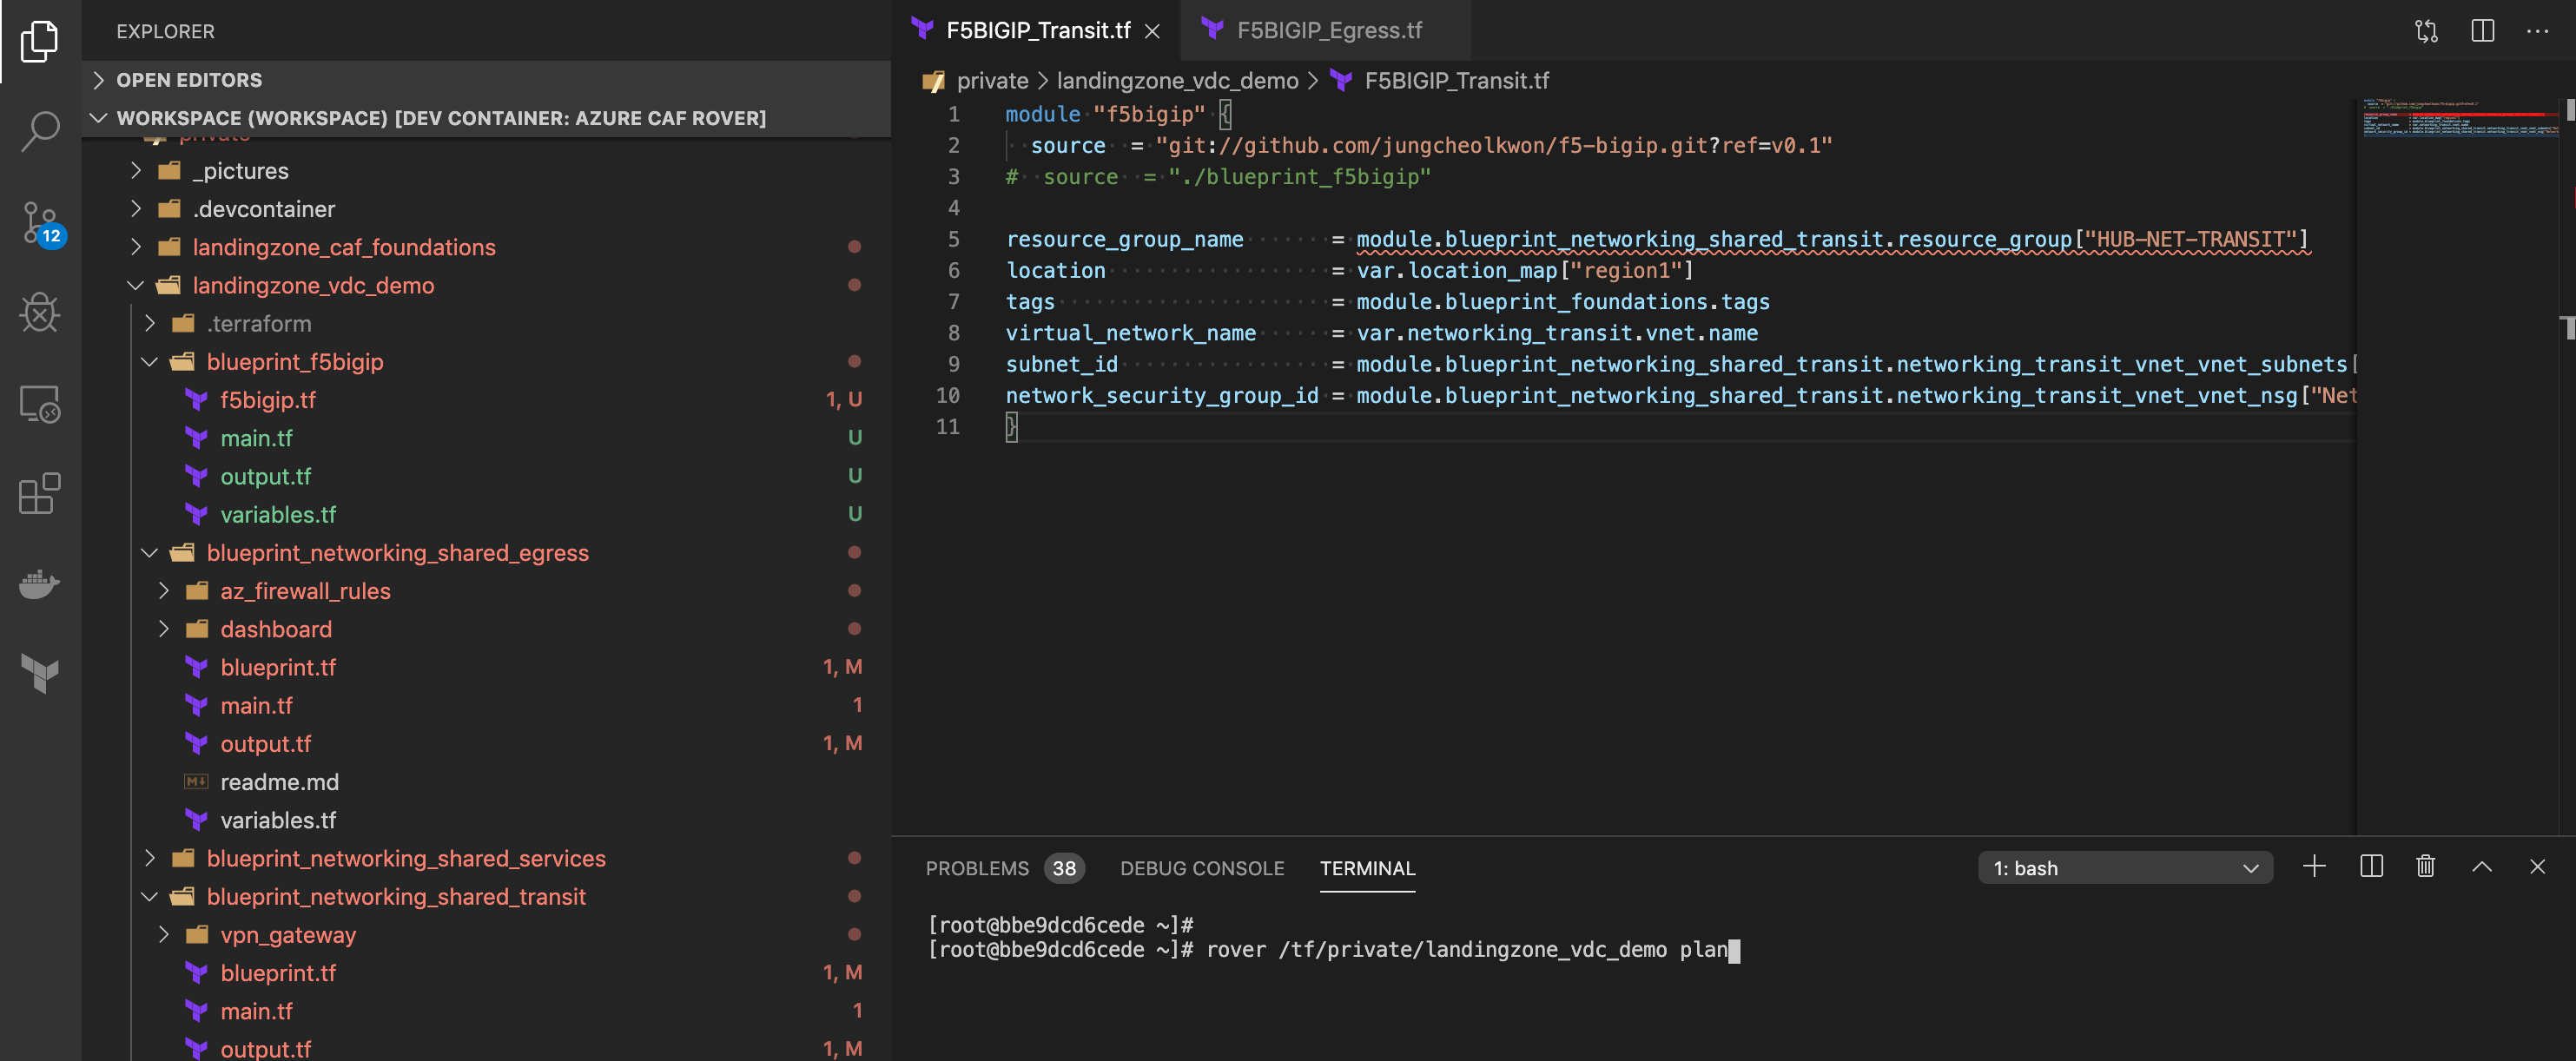 EXPLORER
OPEN EDITORS
WORKSPACE (WORKSPACE) [DEV CONTAINER: AZURE CAF ROVER]
private
_pictures
.devcontainer
landingzone_caf_foundations
landingzone_vdc_demo
.terraform
blueprint_f5bigip
f5bigip.tf 1, U
main.tf U
output.tf U
variables.tf U
blueprint_networking_shared_egress
az_firewall_rules
dashboard
blueprint.tf 1, M
main.tf 1
output.tf 1, M
readme.md
variables.tf
blueprint_networking_shared_services
blueprint_networking_shared_transit
vpn_gateway
blueprint.tf 1, M
main.tf 1
output.tf 1, M
12
F5BIGIP_Transit.tf
F5BIGIP_Egress.tf
private > landingzone_vdc_demo > F5BIGIP_Transit.tf
1 module "f5bigip" {
2 source = "git://github.com/jungcheolkwon/f5-bigip.git?ref=v0.1"
3 # source = "./blueprint_f5bigip"
4
5 resource_group_name = module.blueprint_networking_shared_transit.resource_group["HUB-NET-TRANSIT"]
6 location = var.location_map["region1"]
7 tags = module.blueprint_foundations.tags
8 virtual_network_name = var.networking_transit.vnet.name
9 subnet_id = module.blueprint_networking_shared_transit.networking_transit_vnet_vnet_subnets[
10 network_security_group_id = module.blueprint_networking_shared_transit.networking_transit_vnet_vnet_nsg["Net
11 }
PROBLEMS 38 DEBUG CONSOLE TERMINAL 1: bash
[root@bbe9dcd6cede ~]#
[root@bbe9dcd6cede ~]# rover /tf/private/landingzone_vdc_demo plan